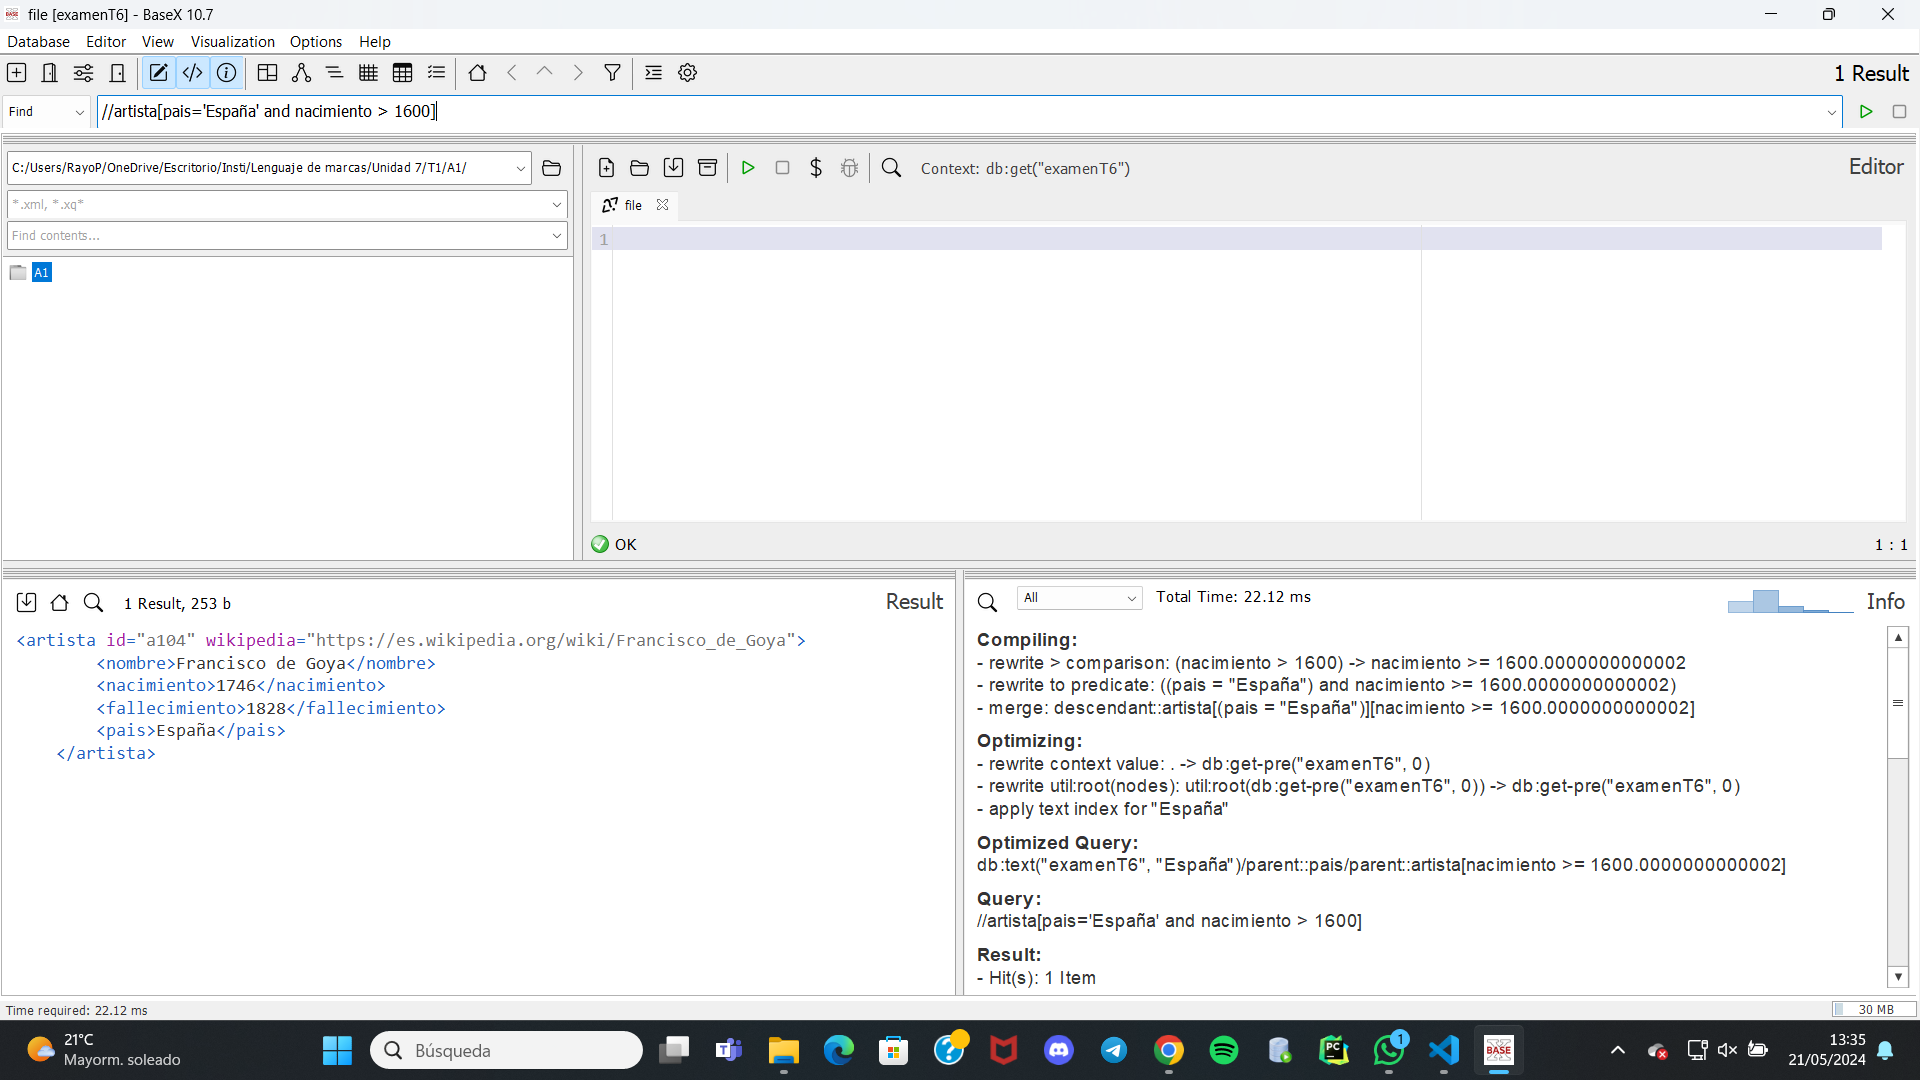 file [examenT6] - BaseX 10.7
Database Editor View Visualization Options Help
1 Result
Find //artista[pais='España' and nacimiento > 1600]
C:/Users/RayoP/OneDrive/Escritorio/Insti/Lenguaje de marcas/Unidad 7/T1/A1/
*.xml, *.xq*
Find contents...
A1
Context: db:get("examenT6")
Editor
file
1
OK
1 : 1
1 Result, 253 b
Result
<artista id="a104" wikipedia="https://es.wikipedia.org/wiki/Francisco_de_Goya">
<nombre>Francisco de Goya</nombre>
<nacimiento>1746</nacimiento>
<fallecimiento>1828</fallecimiento>
<pais>España</pais>
</artista>
All
Total Time: 22.12 ms
Info
Compiling:
- rewrite > comparison: (nacimiento > 1600) -> nacimiento >= 1600.0000000000002
- rewrite to predicate: ((pais = "España") and nacimiento >= 1600.0000000000002)
- merge: descendant::artista[(pais = "España")][nacimiento >= 1600.0000000000002]
Optimizing:
- rewrite context value: . -> db:get-pre("examenT6", 0)
- rewrite util:root(nodes): util:root(db:get-pre("examenT6", 0)) -> db:get-pre("examenT6", 0)
- apply text index for "España"
Optimized Query:
db:text("examenT6", "España")/parent::pais/parent::artista[nacimiento >= 1600.0000000000002]
Query:
//artista[pais='España' and nacimiento > 1600]
Result:
- Hit(s): 1 Item
Time required: 22.12 ms
30 MB
21°C
Mayorm. soleado
Búsqueda
1
BASE
13:35
21/05/2024